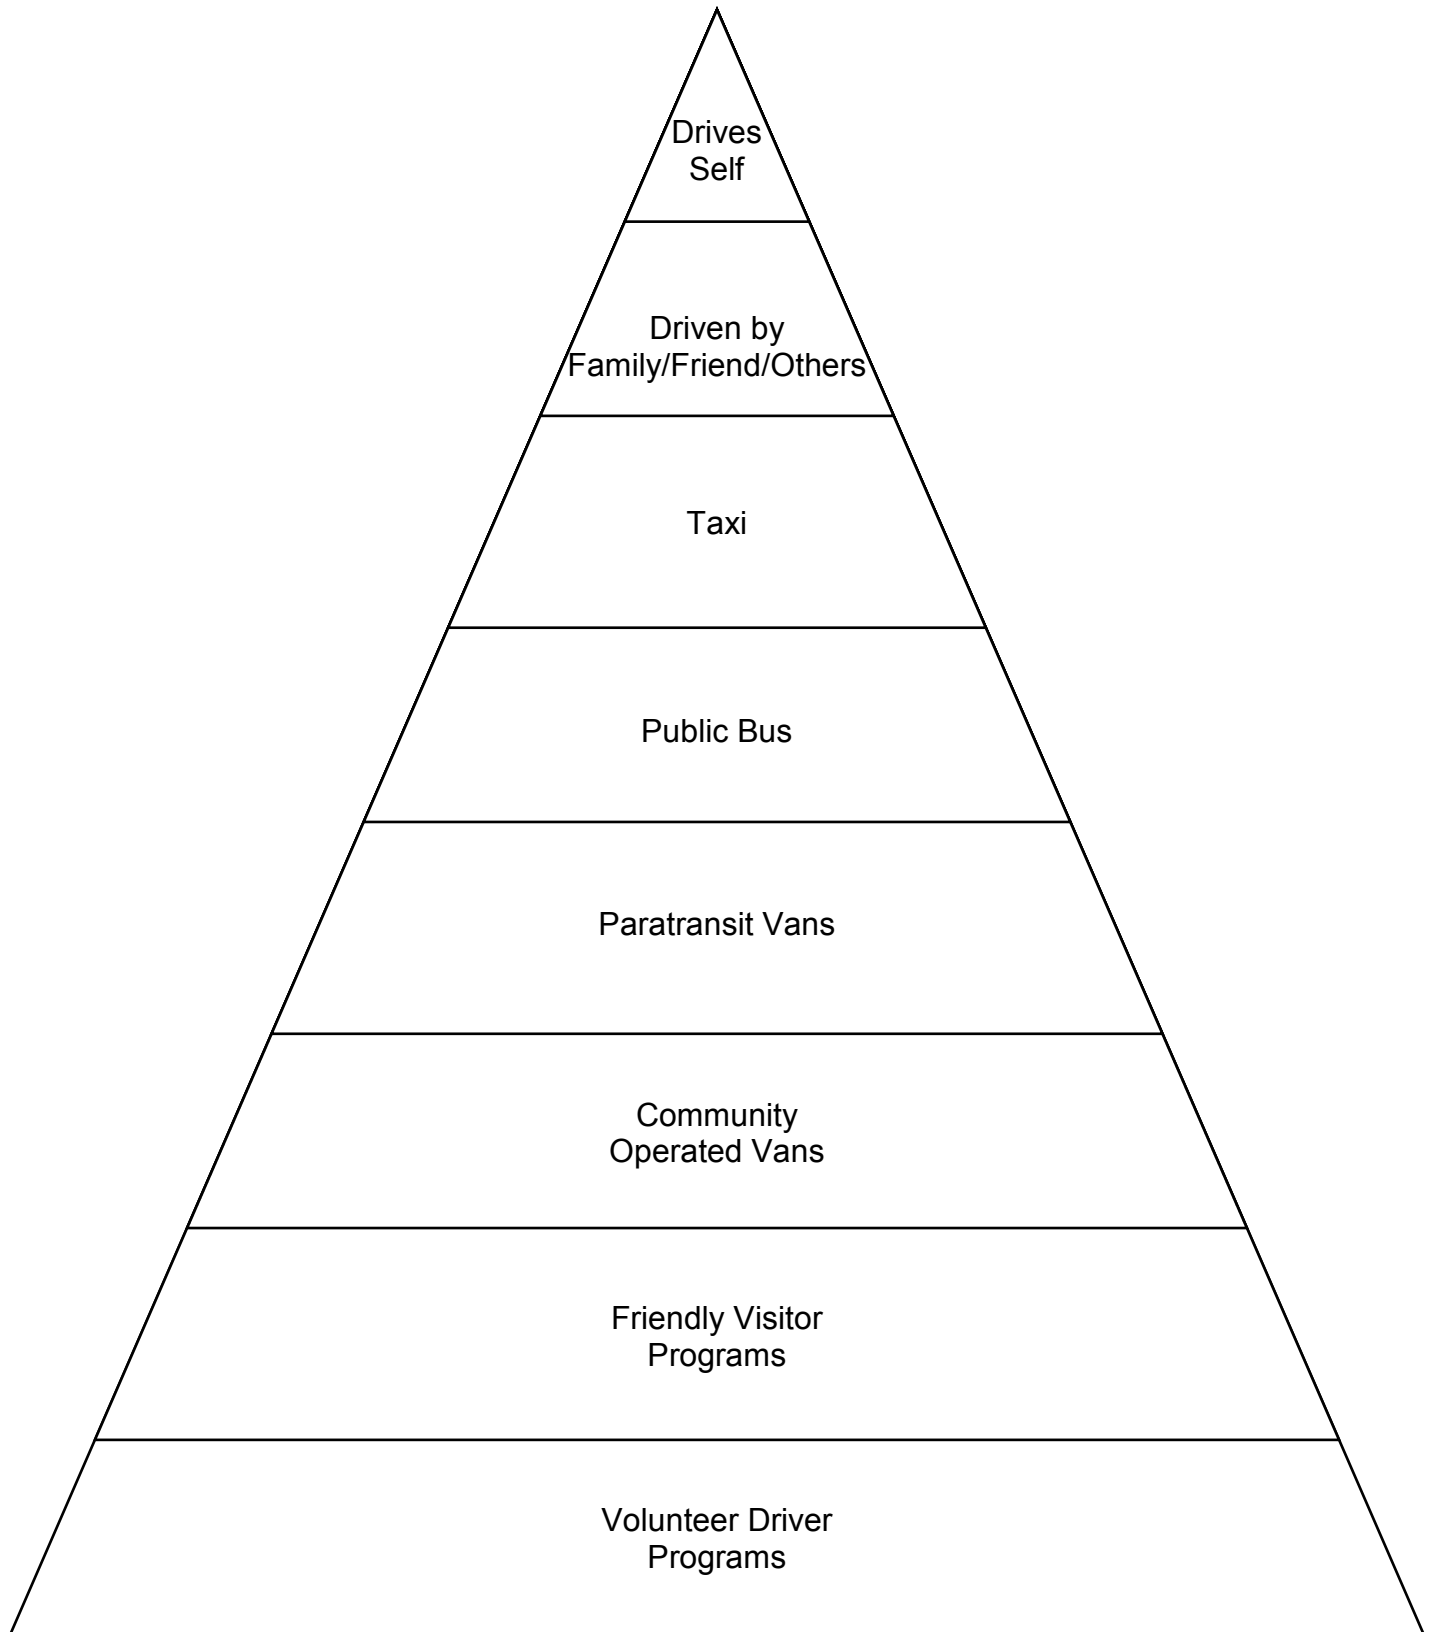 Drives
Self
Driven by
Family/Friend/Others
Taxi
Public Bus
Paratransit Vans
Community
Operated Vans
Friendly Visitor
Programs
Volunteer Driver
Programs